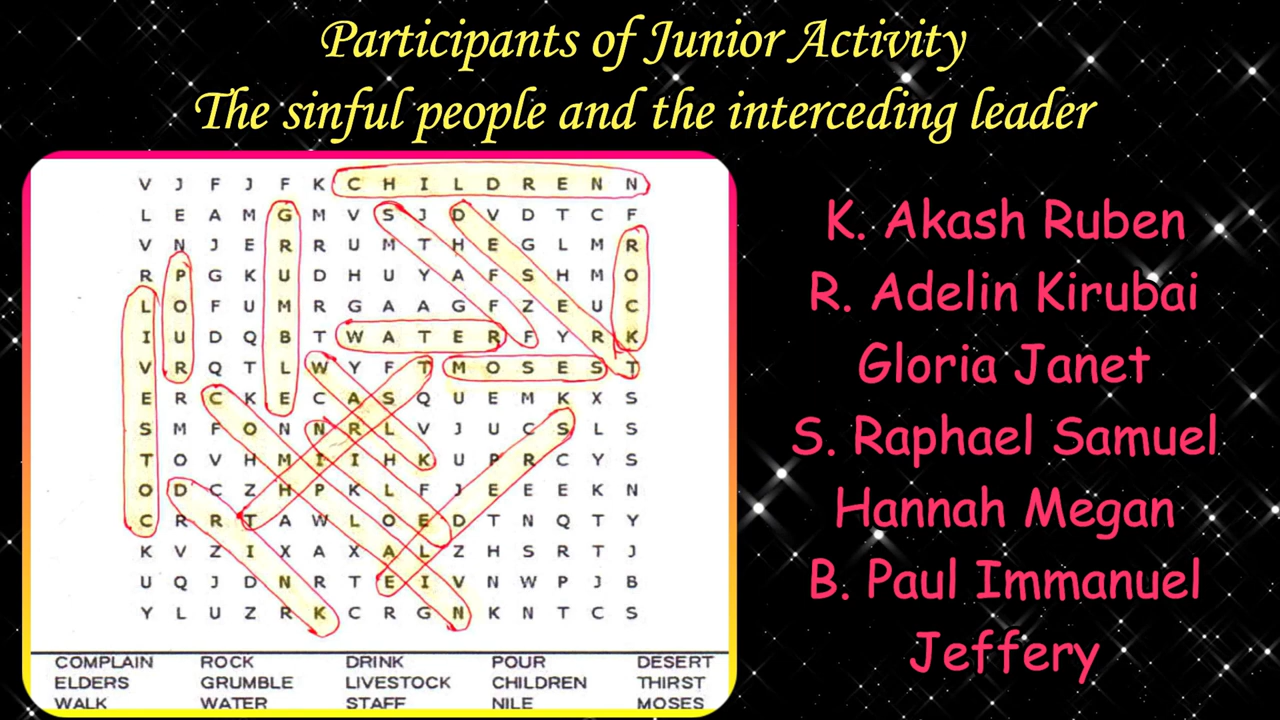 Participants of Junior Activity
The sinful people and the interceding leader
V J F J F K C H I L D R E N N
L E A M G M V S J D V D T C F
V N J E R R U M T H E G L M R
R P G K U D H U Y A F S H M O
L O F U M R G A A G F Z E U C
I U D Q B T W A T E R F Y R K
V R Q T L W Y F T M O S E S T
E R C K E C A S Q U E M K X S
S M F O N N R L V J U C S L S
T O V H M I I H K U P R C Y S
O D C Z H P K L F J E E E K N
C R R T A W L O E D T N Q T Y
K V Z I X A X A L Z H S R T J
U Q J D N R T E I V N W P J B
Y L U Z R K C R G N K N T C S
COMPLAIN ROCK DRINK POUR DESERT
ELDERS GRUMBLE LIVESTOCK CHILDREN THIRST
WALK WATER STAFF NILE MOSES
K. Akash Ruben
R. Adelin Kirubai
Gloria Janet
S. Raphael Samuel
Hannah Megan
B. Paul Immanuel
Jeffery